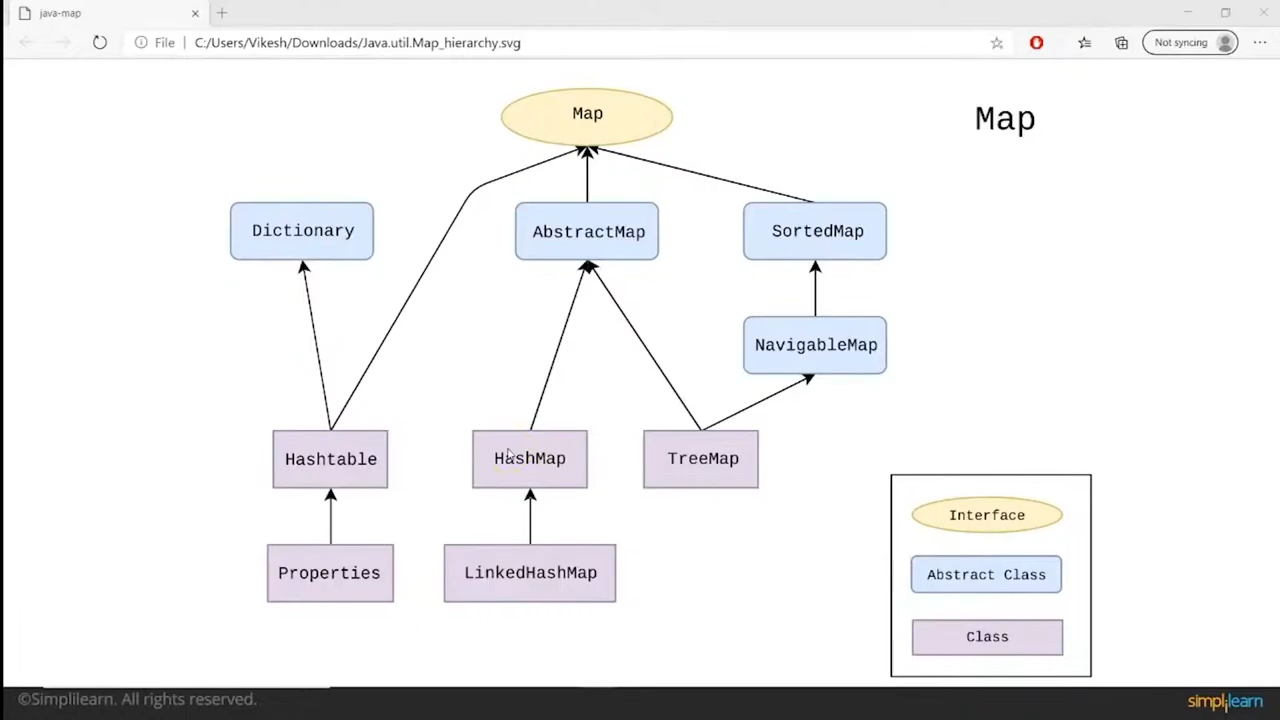 java-map
File
C:/Users/Vikesh/Downloads/Java.util.Map_hierarchy.svg
Not syncing
Map
Map
Dictionary
AbstractMap
SortedMap
NavigableMap
Hashtable
HashMap
TreeMap
Properties
LinkedHashMap
Interface
Abstract Class
Class
©Simplilearn. All rights reserved.
simplilearn